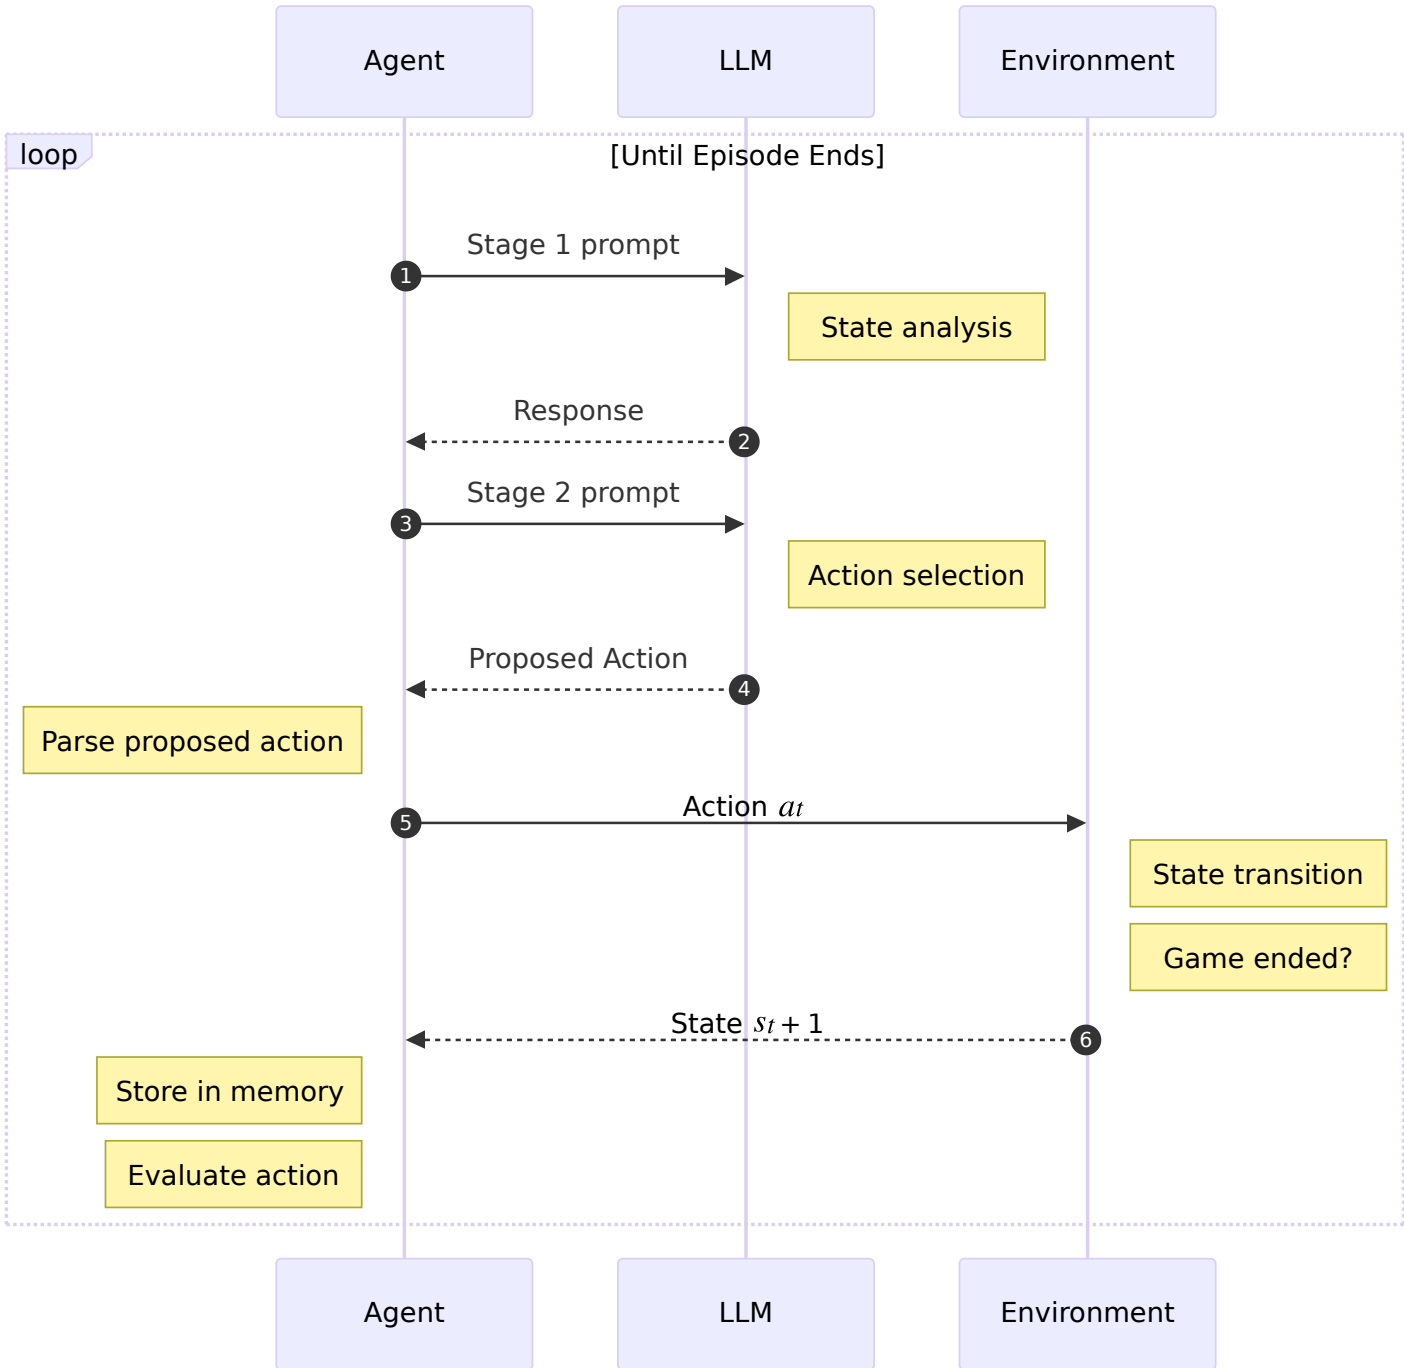 Agent
LLM
Environment
loop
[Until Episode Ends]
Stage 1 prompt
1
State analysis
Response
2
Stage 2 prompt
3
Action selection
Proposed Action
4
Parse proposed action
Action at
5
State transition
Game ended?
State st + 1
6
Store in memory
Evaluate action
Agent
LLM
Environment